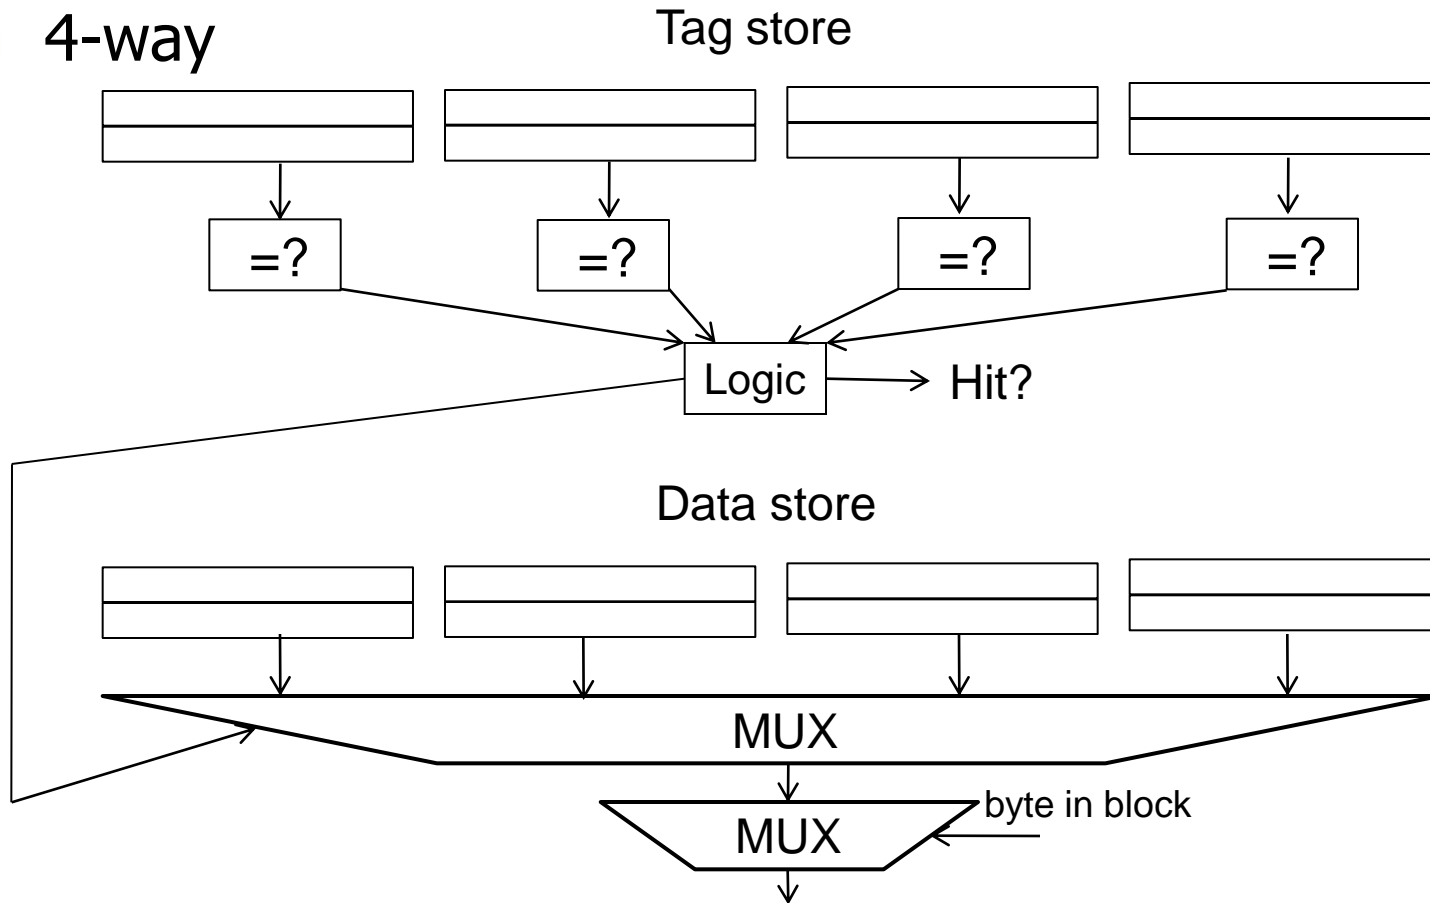 4-way
Tag store
=?
=?
=?
=?
Logic
Hit?
Data store
MUX
byte in block
MUX